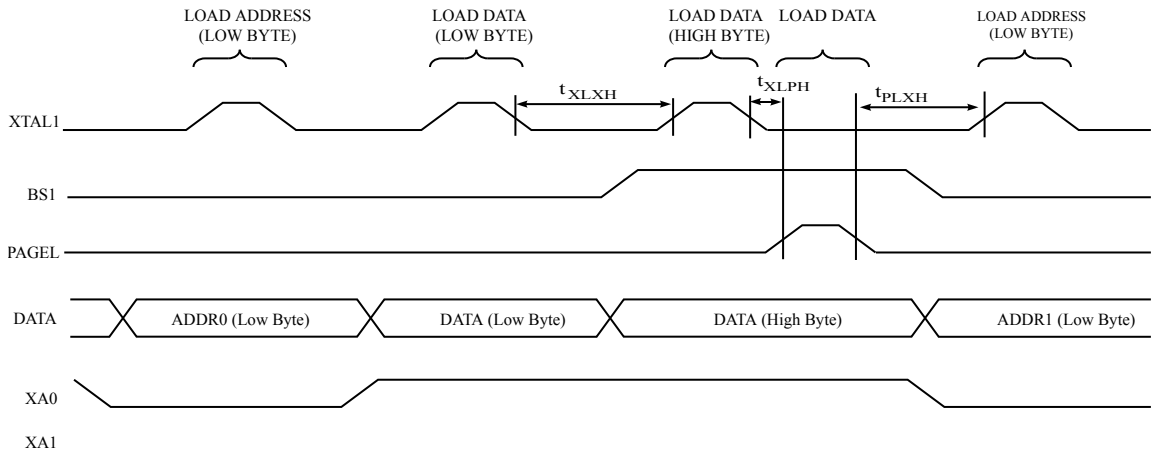 LOAD ADDRESS
(LOW BYTE)
LOAD DATA
(LOW BYTE)
LOAD DATA
(HIGH BYTE)
LOAD DATA
LOAD ADDRESS
(LOW BYTE)
XTAL1
t XLXH
tXLPH
tPLXH
BS1
PAGEL
DATA
ADDR0 (Low Byte)
DATA (Low Byte)
DATA (High Byte)
ADDR1 (Low Byte)
XA0
XA1